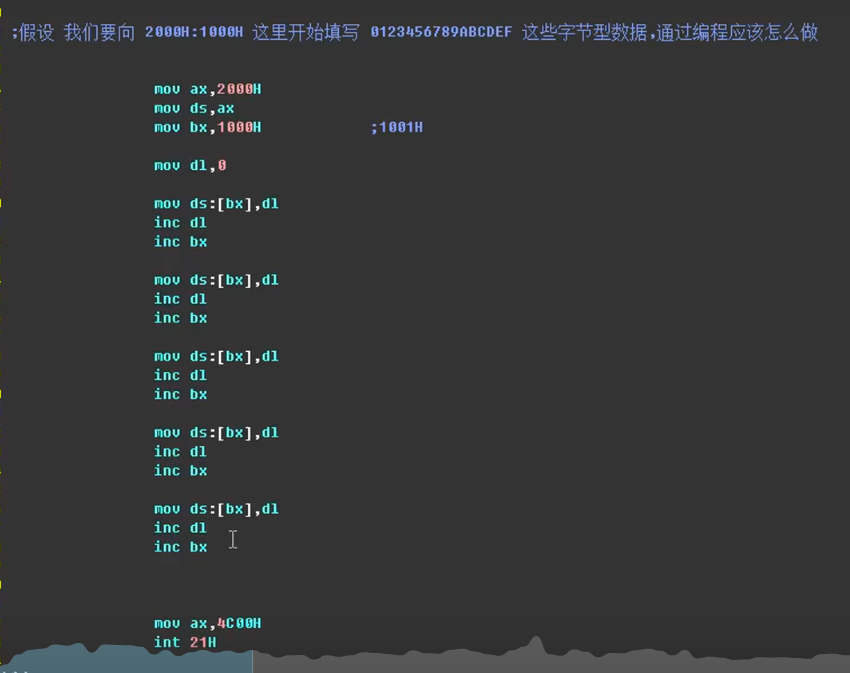 ;假设 我们要向 2000H:1000H 这里开始填写 0123456789ABCDEF 这些字节型数据,通过编程应该怎么做
mov ax,2000H
mov ds,ax
mov bx,1000H ;1001H
mov dl,0
mov ds:[bx],dl
inc dl
inc bx
mov ds:[bx],dl
inc dl
inc bx
mov ds:[bx],dl
inc dl
inc bx
mov ds:[bx],dl
inc dl
inc bx
mov ds:[bx],dl
inc dl
inc bx
mov ax,4C00H
int 21H